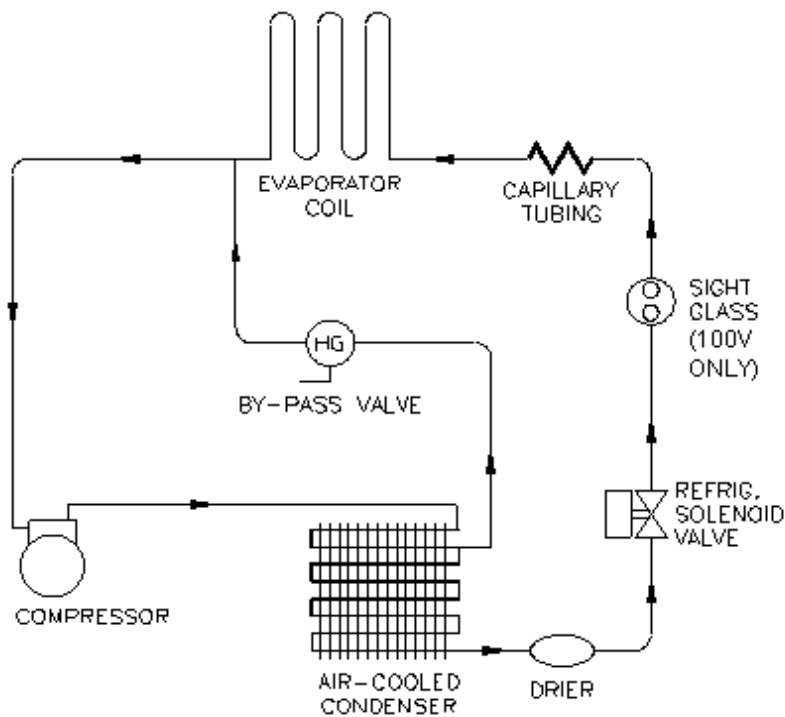 EVAPORATOR
COIL
CAPILLARY
TUBING
SIGHT
GLASS
(100V
ONLY)
HG
BY-PASS VALVE
REFRIG.
SOLENOID
VALVE
COMPRESSOR
AIR-COOLED
CONDENSER
DRIER